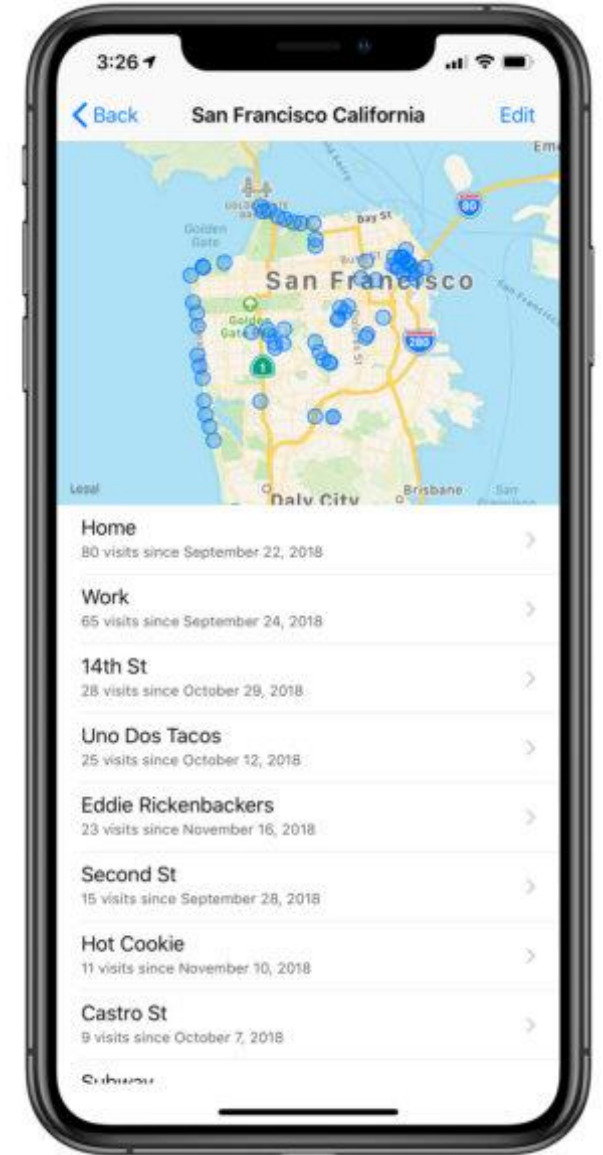 3:26
Back
San Francisco California
Edit
Golden
Gate
Bay St
80
San Francisco
Golden
1
280
Legal
Daly City
Brisbane
San
Home
80 visits since September 22, 2018
Work
65 visits since September 24, 2018
14th St
28 visits since October 29, 2018
Uno Dos Tacos
25 visits since October 12, 2018
Eddie Rickenbackers
23 visits since November 16, 2018
Second St
15 visits since September 28, 2018
Hot Cookie
11 visits since November 10, 2018
Castro St
9 visits since October 7, 2018
Subway